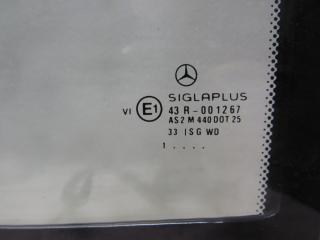 SIGLAPLUS
VI E1 43 R - 001267
AS2 M 440 DOT 25
33 ISG WD
1 . . . .